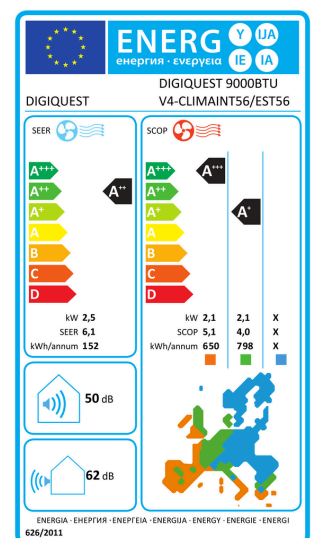 ENERG Y IJA
енергия · ενεργεια IE IA
DIGIQUEST 9000BTU
DIGIQUEST V4-CLIMAINT56/EST56
SEER
SCOP
A+++ A+++ A+++
A++ A++ A++
A+ A+ A+
A A
B B
C C
D D
kW 2,5
SEER 6,1
kWh/annum 152
kW 2,1 2,1 X
SCOP 5,1 4,0 X
kWh/annum 650 798 X
50 dB
62 dB
ENERGIA · ЕНЕРГИЯ · ΕΝΕΡΓΕΙΑ · ENERGIJA · ENERGY · ENERGIE · ENERGI
626/2011